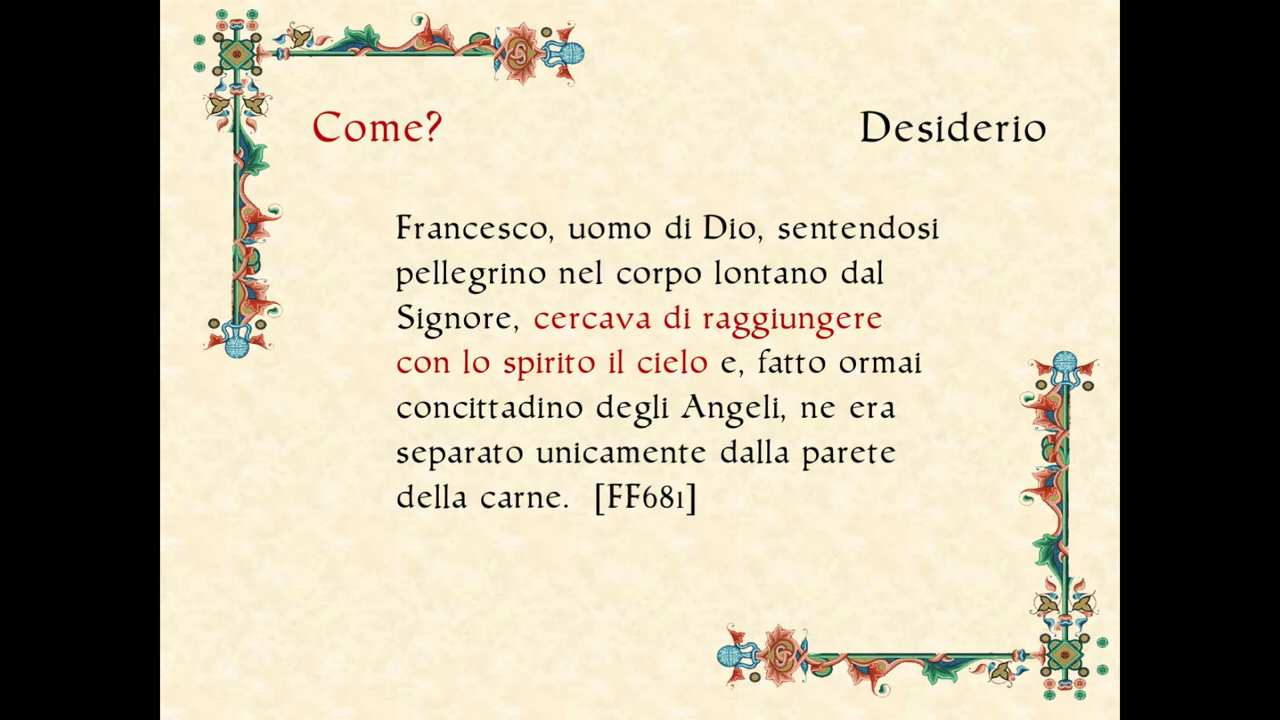 Come?
Desiderio
Francesco, uomo di Dio, sentendosi
pellegrino nel corpo lontano dal
Signore, cercava di raggiungere
con lo spirito il cielo e, fatto ormai
concittadino degli Angeli, ne era
separato unicamente dalla parete
della carne. [FF681]